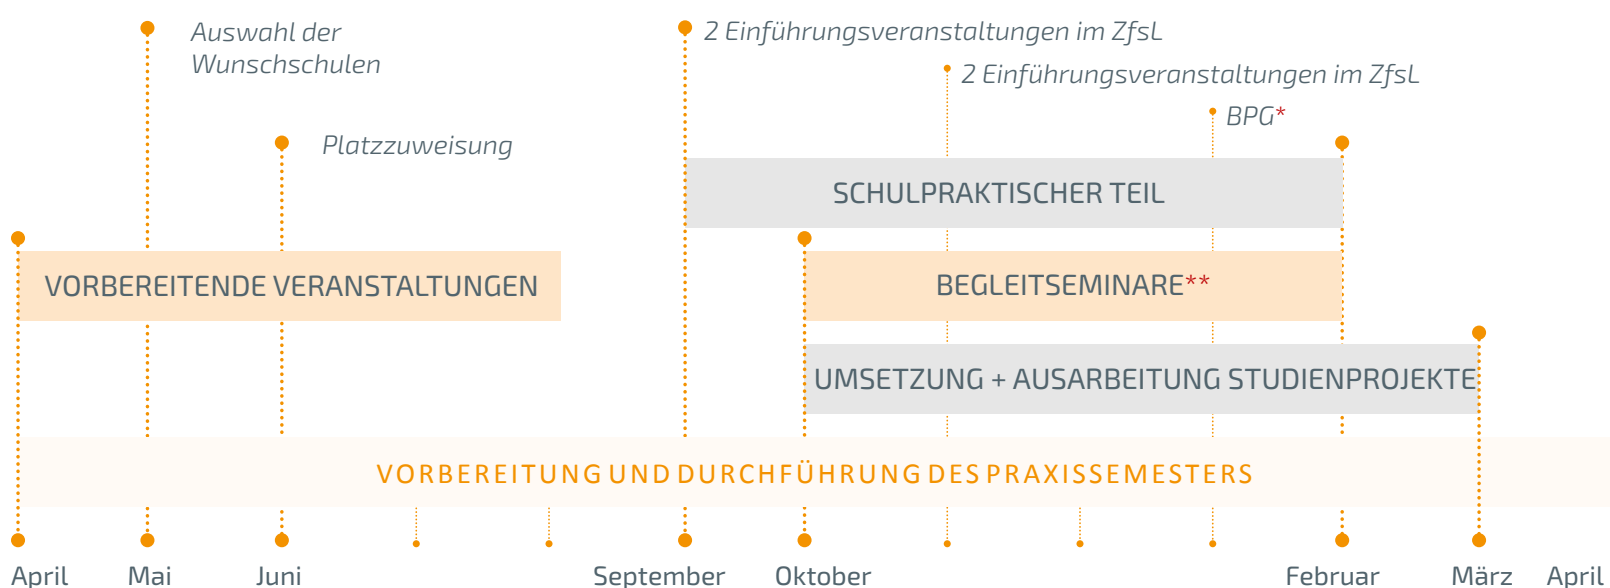 Auswahl der
Wunschschulen
2 Einführungsveranstaltungen im ZfsL
2 Einführungsveranstaltungen im ZfsL
BPG*
Platzzuweisung
SCHULPRAKTISCHER TEIL
VORBEREITENDE VERANSTALTUNGEN
BEGLEITSEMINARE**
UMSETZUNG + AUSARBEITUNG STUDIENPROJEKTE
VORBEREITUNG UND DURCHFÜHRUNG DES PRAXISSEMESTERS
April Mai Juni September Oktober Februar März April